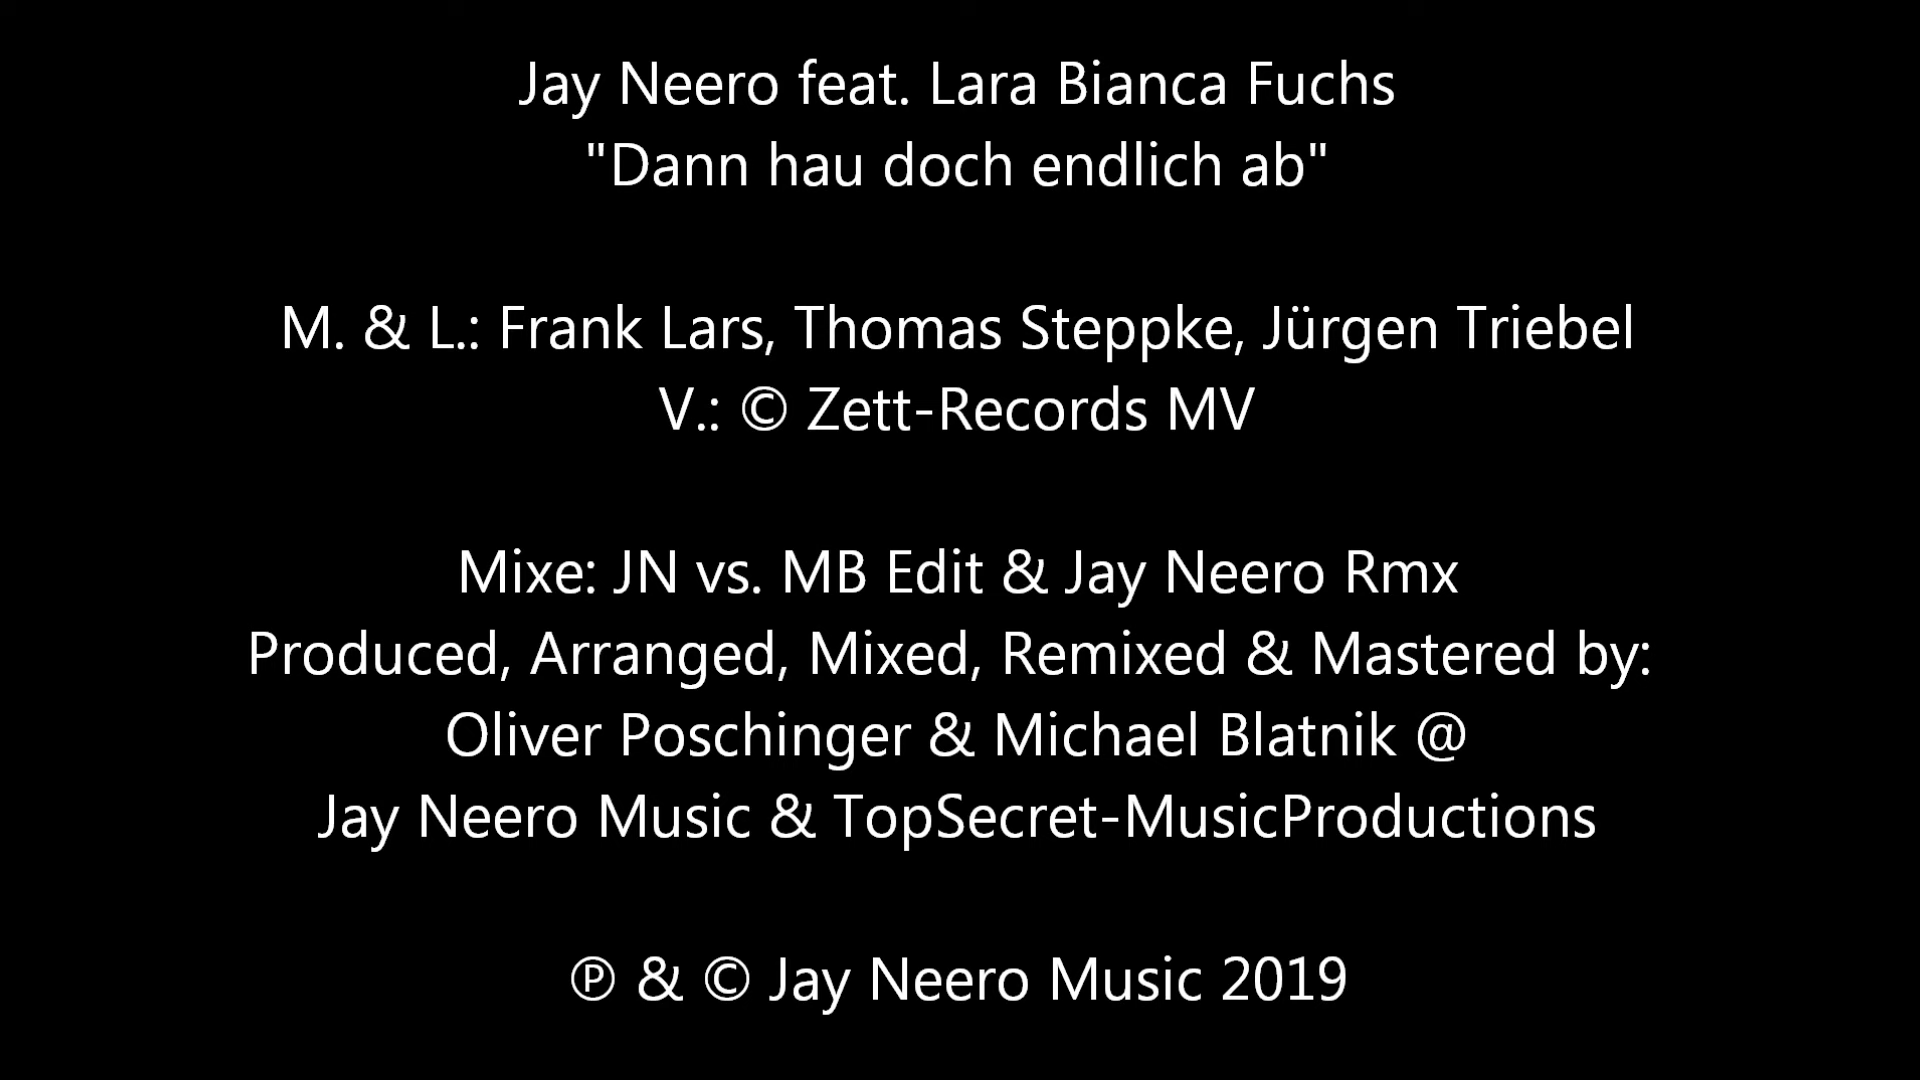 Jay Neero feat. Lara Bianca Fuchs
"Dann hau doch endlich ab"
M. & L.: Frank Lars, Thomas Steppke, Jürgen Triebel
V.: © Zett-Records MV
Mixe: JN vs. MB Edit & Jay Neero Rmx
Produced, Arranged, Mixed, Remixed & Mastered by:
Oliver Poschinger & Michael Blatnik @
Jay Neero Music & TopSecret-MusicProductions
℗ & © Jay Neero Music 2019